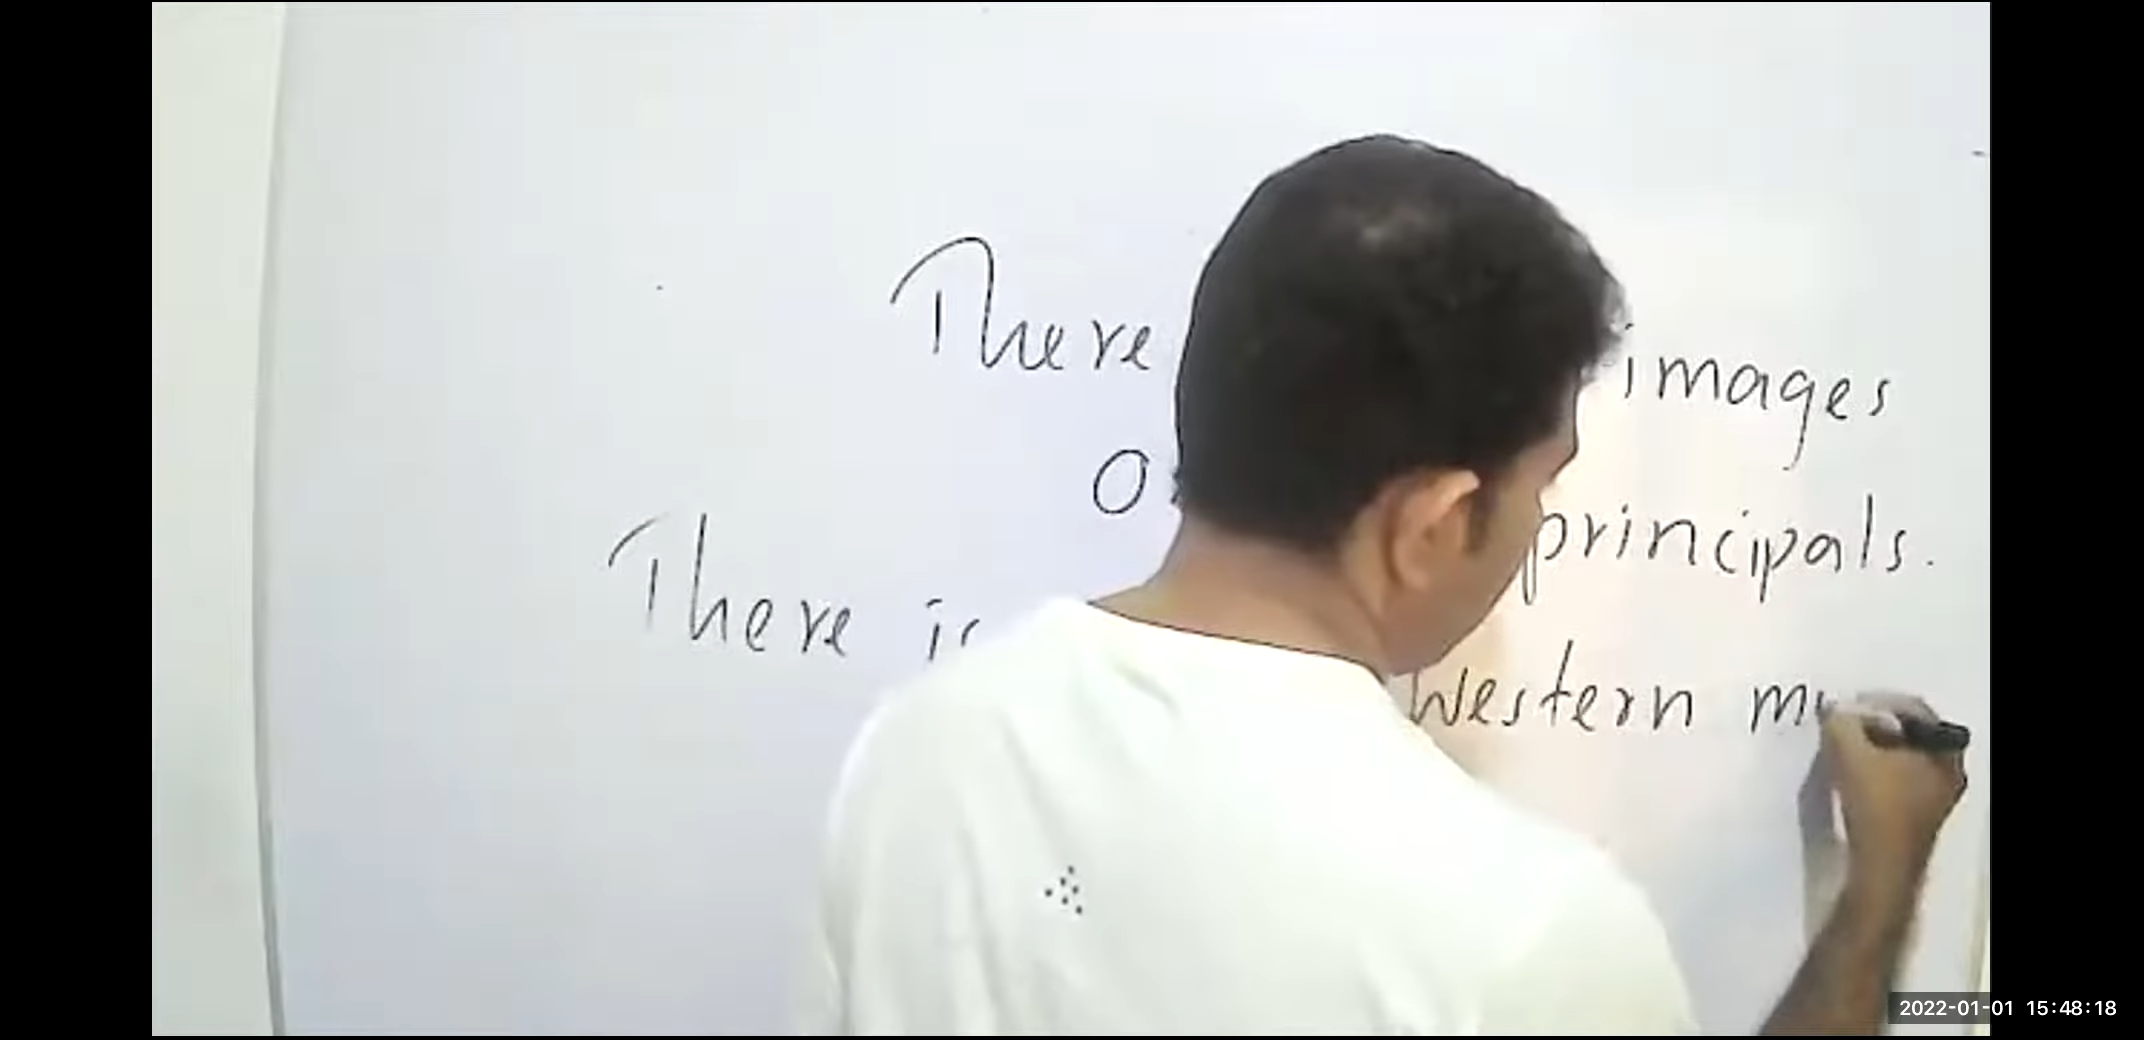 There images
principals.
There is Western
2022-01-01 15:48:18